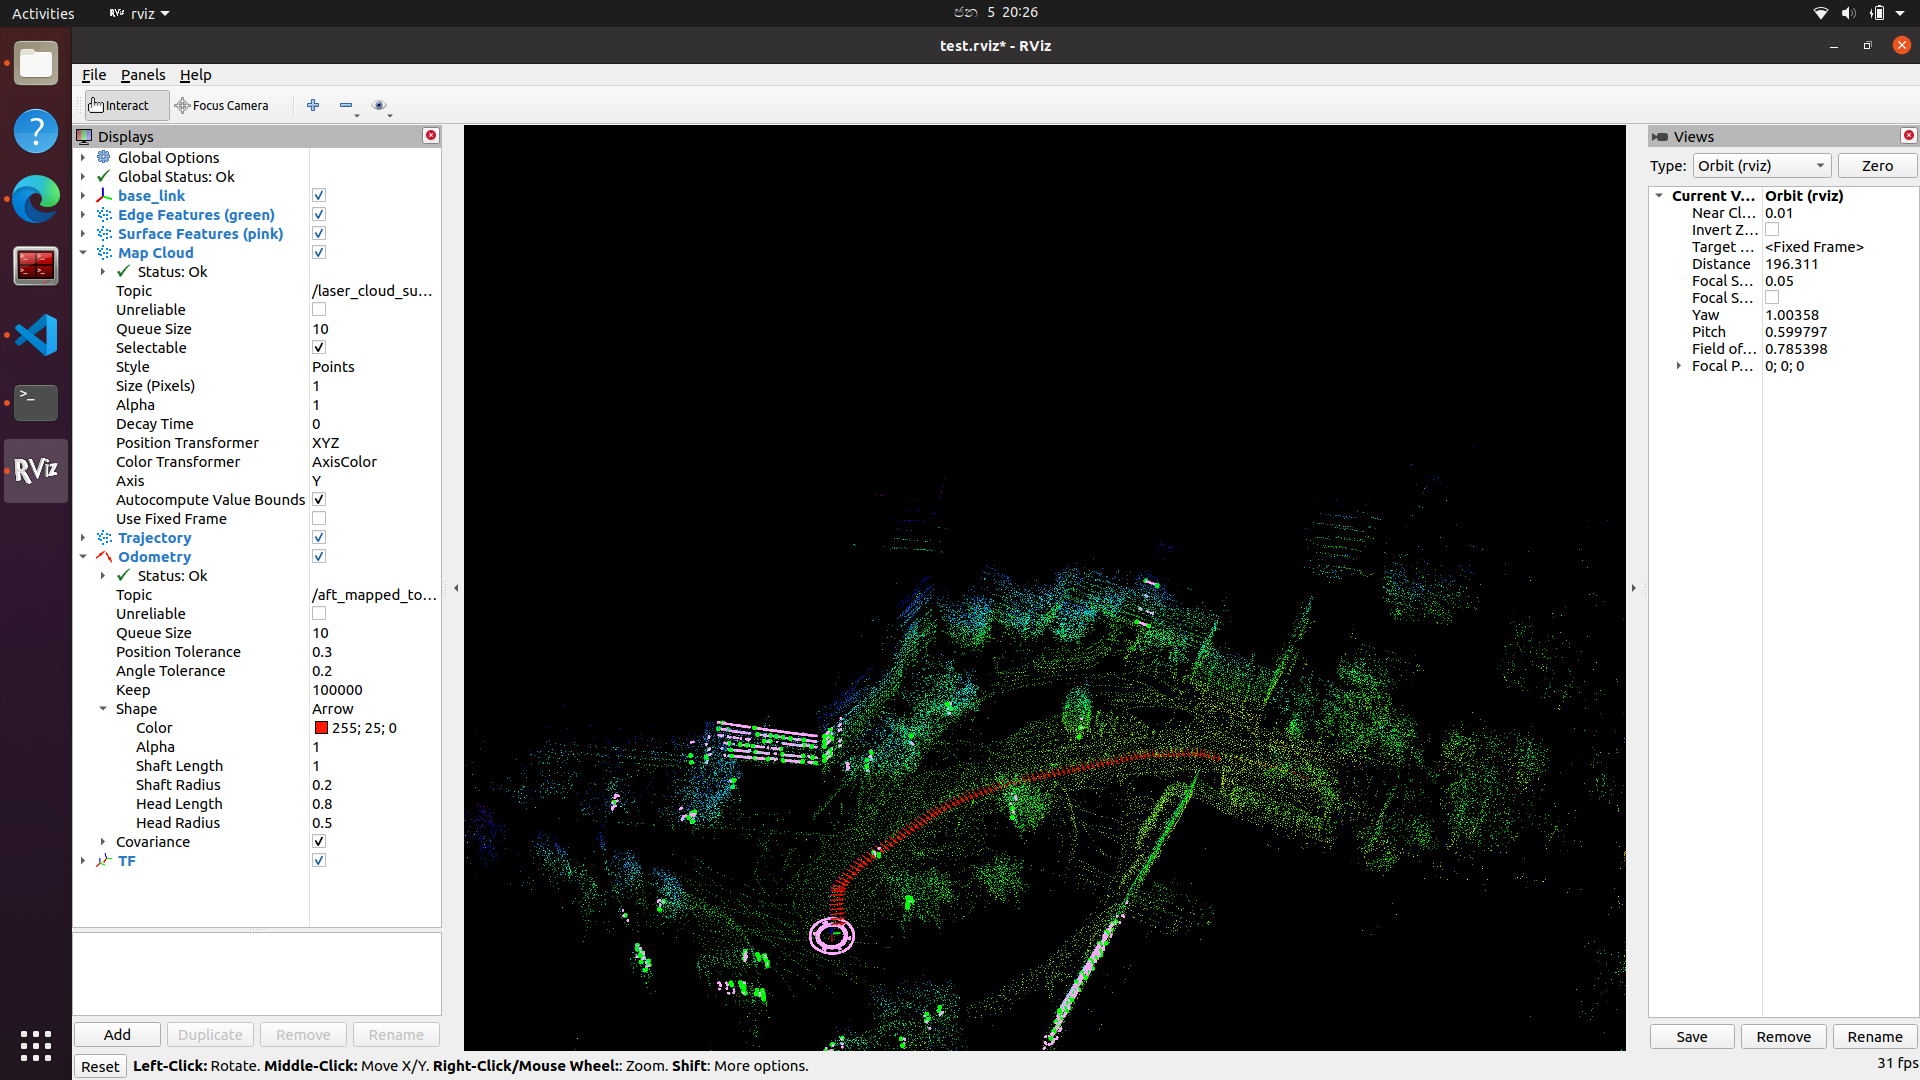 Activities RViz rviz ජන 5 20:26
test.rviz* - RViz
File Panels Help
Interact Focus Camera
Displays
Global Options
Global Status: Ok
base_link
Edge Features (green)
Surface Features (pink)
Map Cloud
Status: Ok
Topic /laser_cloud_su...
Unreliable
Queue Size 10
Selectable
Style Points
Size (Pixels) 1
Alpha 1
Decay Time 0
Position Transformer XYZ
Color Transformer AxisColor
Axis Y
Autocompute Value Bounds
Use Fixed Frame
Trajectory
Odometry
Status: Ok
Topic /aft_mapped_to...
Unreliable
Queue Size 10
Position Tolerance 0.3
Angle Tolerance 0.2
Keep 100000
Shape Arrow
Color 255; 25; 0
Alpha 1
Shaft Length 1
Shaft Radius 0.2
Head Length 0.8
Head Radius 0.5
Covariance
TF
Add Duplicate Remove Rename
Reset Left-Click: Rotate. Middle-Click: Move X/Y. Right-Click/Mouse Wheel:: Zoom. Shift: More options.
Views
Type: Orbit (rviz) Zero
Current V... Orbit (rviz)
Near Cl... 0.01
Invert Z...
Target ... <Fixed Frame>
Distance 196.311
Focal S... 0.05
Focal S...
Yaw 1.00358
Pitch 0.599797
Field of... 0.785398
Focal P... 0; 0; 0
Save Remove Rename
31 fps
RViz